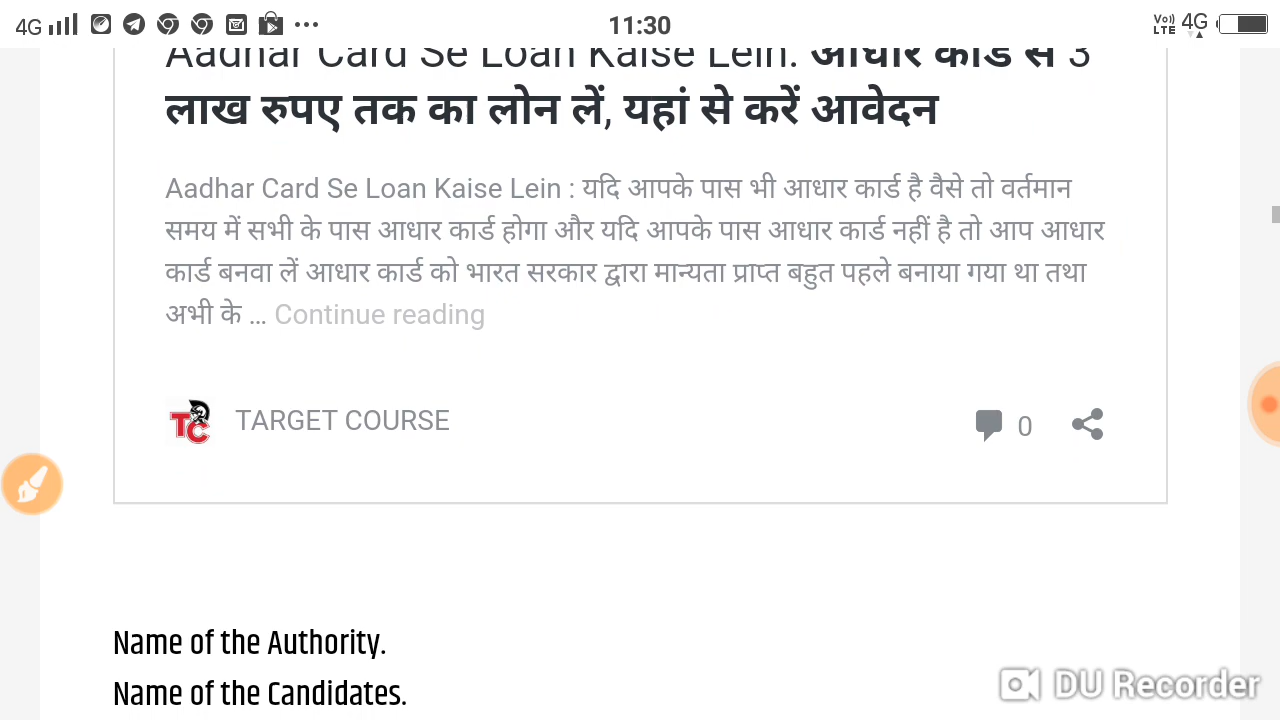 4G 11:30 Vo)) LTE 4G
Aadhar Card Se Loan Kaise Lein: आधार कार्ड से 3
लाख रुपए तक का लोन लें, यहां से करें आवेदन
Aadhar Card Se Loan Kaise Lein : यदि आपके पास भी आधार कार्ड है वैसे तो वर्तमान
समय में सभी के पास आधार कार्ड होगा और यदि आपके पास आधार कार्ड नहीं है तो आप आधार
कार्ड बनवा लें आधार कार्ड को भारत सरकार द्वारा मान्यता प्राप्त बहुत पहले बनाया गया था तथा
अभी के ... Continue reading
TC TARGET COURSE 0
Name of the Authority.
Name of the Candidates.
DU Recorder